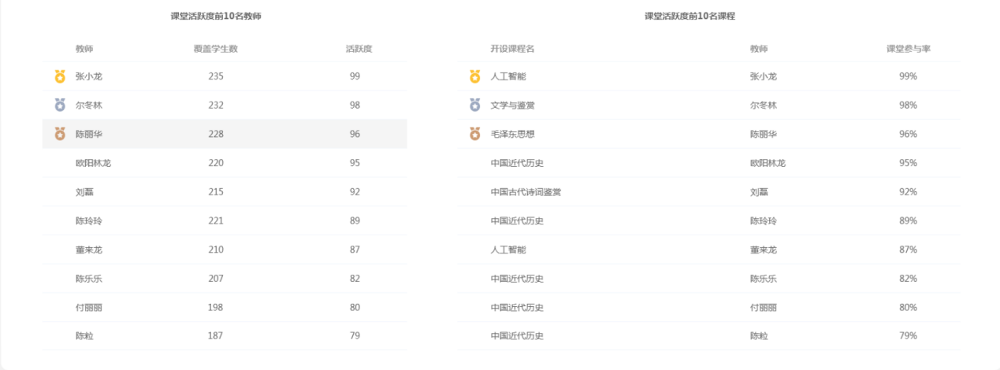 课堂活跃度前10名教师
教师 覆盖学生数 活跃度
张小龙 235 99
尔冬林 232 98
陈丽华 228 96
欧阳林龙 220 95
刘磊 215 92
陈玲玲 221 89
董来龙 210 87
陈乐乐 207 82
付丽丽 198 80
陈粒 187 79
课堂活跃度前10名课程
开设课程名 教师 课堂参与率
人工智能 张小龙 99%
文学与鉴赏 尔冬林 98%
毛泽东思想 陈丽华 96%
中国近代历史 欧阳林龙 95%
中国古代诗词鉴赏 刘磊 92%
中国近代历史 陈玲玲 89%
人工智能 董来龙 87%
中国近代历史 陈乐乐 82%
中国近代历史 付丽丽 80%
中国近代历史 陈粒 79%